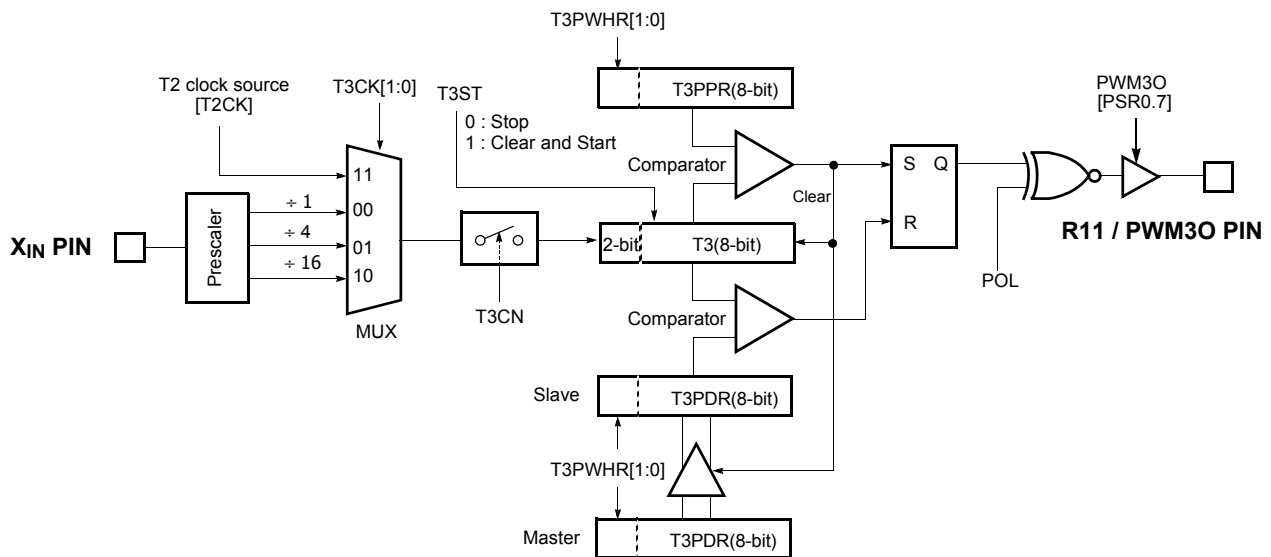 T3PWHR[1:0]
T3PPR(8-bit)
T2 clock source
[T2CK]
T3CK[1:0]
T3ST
0 : Stop
1 : Clear and Start
PWM3O
[PSR0.7]
Comparator
Clear
S Q
R
11
00
01
10
÷ 1
÷ 4
÷ 16
XIN PIN
Prescaler
MUX
T3CN
2-bit
T3(8-bit)
POL
R11 / PWM3O PIN
Comparator
Slave
T3PDR(8-bit)
T3PWHR[1:0]
Master
T3PDR(8-bit)